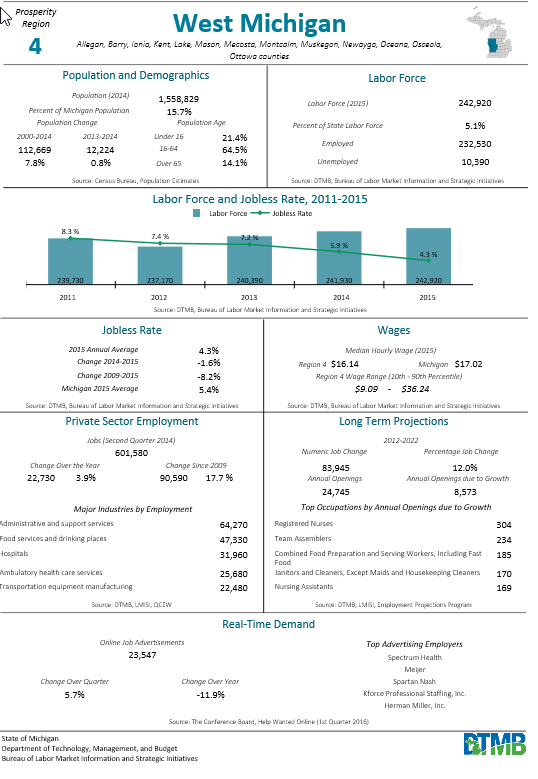 Prosperity
Region
4
West Michigan
Allegan, Barry, Ionia, Kent, Lake, Mason, Mecosta, Montcalm, Muskegon, Newaygo, Oceana, Osceola,
Ottawa counties
Population and Demographics
Population (2014) 1,558,829
Percent of Michigan Population 15.7%
Population Change Population Age
2000-2014 2013-2014 Under 16 21.4%
112,669 12,224 16-64 64.5%
7.8% 0.8% Over 65 14.1%
Source: Census Bureau, Population Estimates
Labor Force
Labor Force (2015) 242,920
Percent of State Labor Force 5.1%
Employed 232,530
Unemployed 10,390
Source: DTMB, Bureau of Labor Market Information and Strategic Initiatives
Labor Force and Jobless Rate, 2011-2015
Labor Force Jobless Rate
8.3 % 7.4 % 7.2 % 5.9 % 4.3 %
239,730 237,170 240,390 241,930 242,920
2011 2012 2013 2014 2015
Source: DTMB, Bureau of Labor Market Information and Strategic Initiatives
Jobless Rate
2015 Annual Average 4.3%
Change 2014-2015 -1.6%
Change 2009-2015 -8.2%
Michigan 2015 Average 5.4%
Source: DTMB, Bureau of Labor Market Information and Strategic Initiatives
Wages
Median Hourly Wage (2015)
Region 4 $16.14 Michigan $17.02
Region 4 Wage Range (10th - 90th Percentile)
$9.09 - $36.24
Source: DTMB, Bureau of Labor Market Information and Strategic Initiatives
Private Sector Employment
Jobs (Second Quarter 2014)
601,580
Change Over the Year Change Since 2009
22,730 3.9% 90,590 17.7 %
Major Industries by Employment
Administrative and support services 64,270
Food services and drinking places 47,330
Hospitals 31,960
Ambulatory health care services 25,680
Transportation equipment manufacturing 22,480
Source: DTMB, LMISI, QCEW
Long Term Projections
2012-2022
Numeric Job Change Percentage Job Change
83,945 12.0%
Annual Openings Annual Openings due to Growth
24,745 8,573
Top Occupations by Annual Openings due to Growth
Registered Nurses 304
Team Assemblers 234
Combined Food Preparation and Serving Workers, Including Fast 185
Food
Janitors and Cleaners, Except Maids and Housekeeping Cleaners 170
Nursing Assistants 169
Source: DTMB, LMISI, Employment Projections Program
Real-Time Demand
Online Job Advertisements
23,547
Change Over Quarter Change Over Year
5.7% -11.9%
Top Advertising Employers
Spectrum Health
Meijer
Spartan Nash
Kforce Professional Staffing, Inc.
Herman Miller, Inc.
Source: The Conference Board, Help Wanted Online (1st Quarter 2016)
State of Michigan
Department of Technology, Management, and Budget
Bureau of Labor Market Information and Strategic Initiatives
DTMB